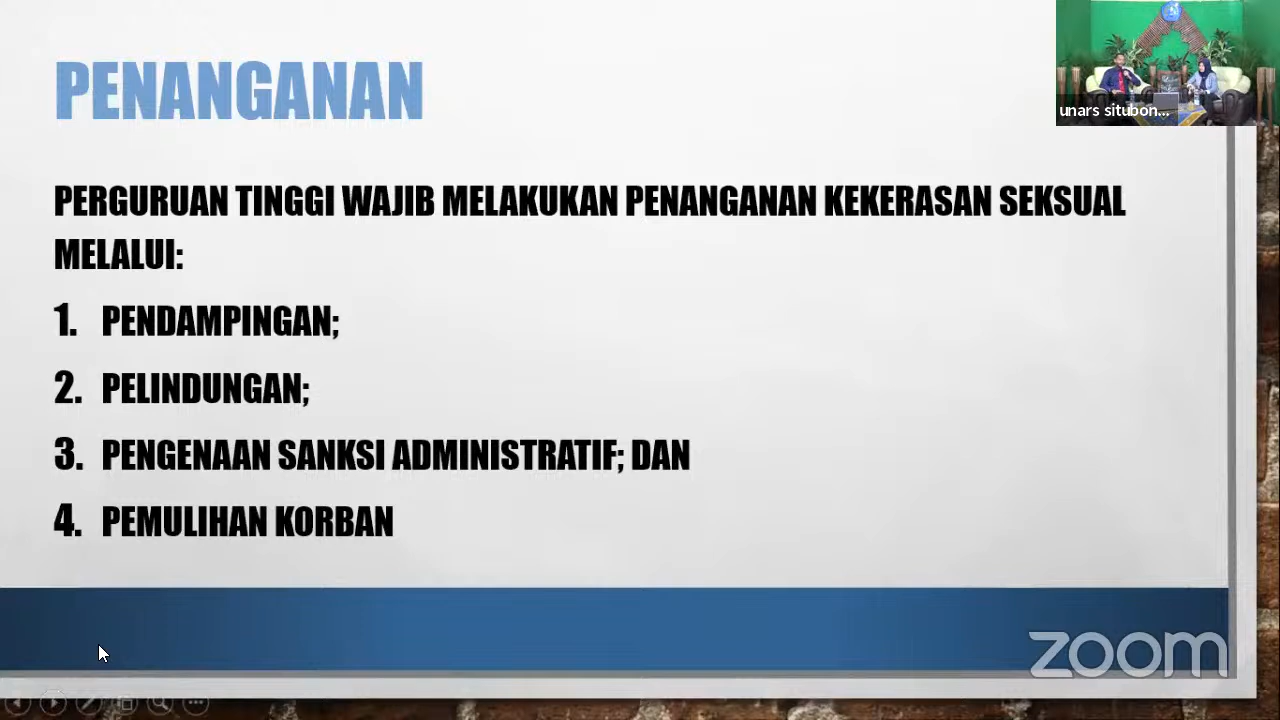 PENANGANAN
unars situbon...
PERGURUAN TINGGI WAJIB MELAKUKAN PENANGANAN KEKERASAN SEKSUAL
MELALUI:
1. PENDAMPINGAN;
2. PELINDUNGAN;
3. PENGENAAN SANKSI ADMINISTRATIF; DAN
4. PEMULIHAN KORBAN
zoom